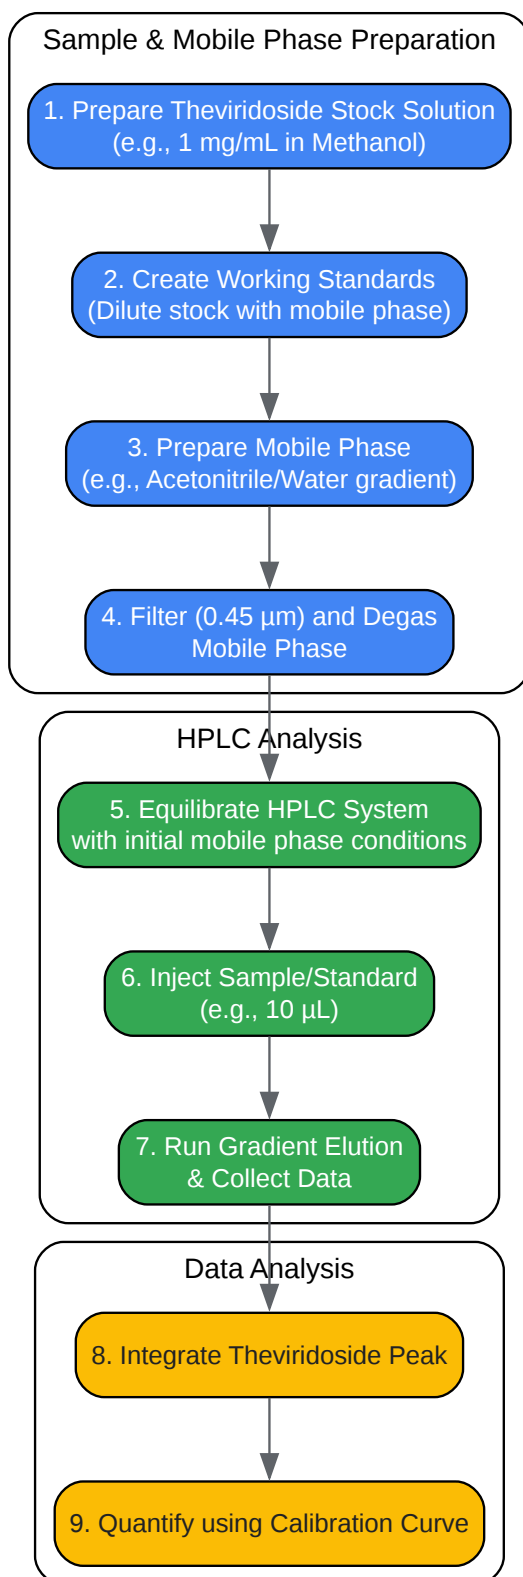 Sample & Mobile Phase Preparation
1. Prepare Theviridoside Stock Solution
(e.g., 1 mg/mL in Methanol)
2. Create Working Standards
(Dilute stock with mobile phase)
3. Prepare Mobile Phase
(e.g., Acetonitrile/Water gradient)
4. Filter (0.45 µm) and Degas
Mobile Phase
HPLC Analysis
5. Equilibrate HPLC System
with initial mobile phase conditions
6. Inject Sample/Standard
(e.g., 10 µL)
7. Run Gradient Elution
& Collect Data
Data Analysis
8. Integrate Theviridoside Peak
9. Quantify using Calibration Curve